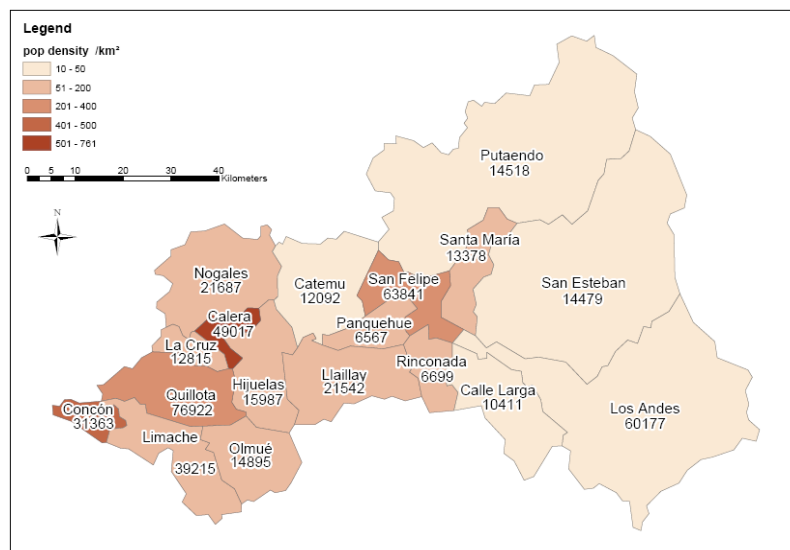 Legend
pop density /km²
10 - 50
51 - 200
201 - 400
401 - 500
501 - 761
0 5 10 20 30 40
Kilometers
N
Putaendo
14518
Santa María
13378
San Esteban
14479
Nogales
21687
Catemu
12092
San Felipe
63841
Calera
49017
Panquehue
6567
La Cruz
12815
Rinconada
6699
Llaillay
21542
Hijuelas
15987
Quillota
76922
Calle Larga
10411
Los Andes
60177
Concón
31363
Limache
39215
Olmué
14895